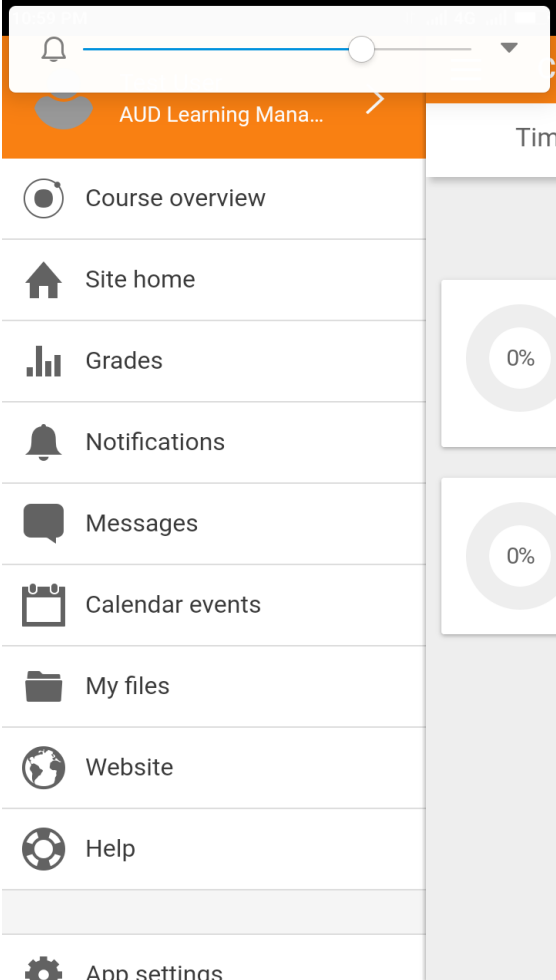 AUD Learning Mana...
Tim
Course overview
Site home
Grades
0%
Notifications
Messages
0%
Calendar events
My files
Website
Help
App settings